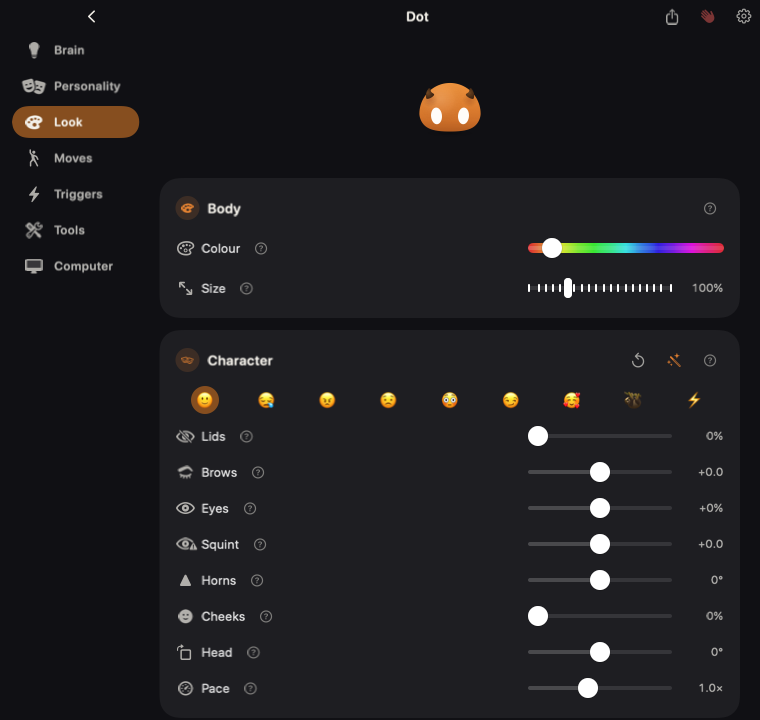 Dot
Brain
Personality
Look
Moves
Triggers
Tools
Computer
Body
Colour
Size 100%
Character
Lids 0%
Brows +0.0
Eyes +0%
Squint +0.0
Horns 0°
Cheeks 0%
Head 0°
Pace 1.0×